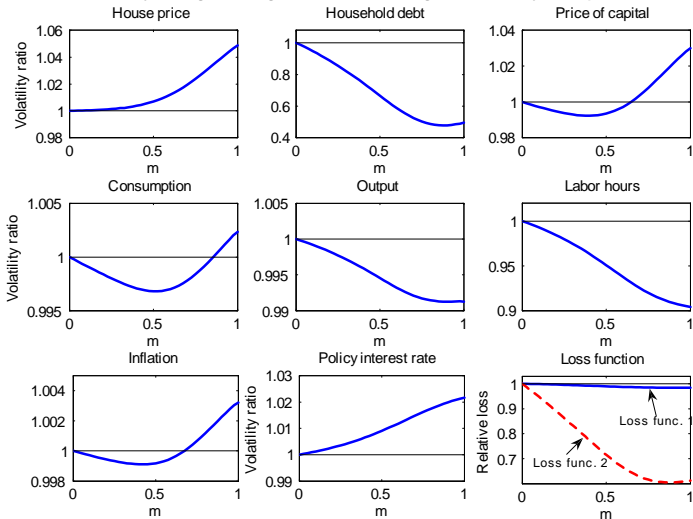 House price
Household debt
Price of capital
Volatility ratio
1.06
1.04
1.02
1
0.98
0
0.5
1
m
1
0.8
0.6
0.4
0
0.5
1
m
1.04
1.02
1
0.98
0
0.5
1
m
Consumption
Output
Labor hours
Volatility ratio
1.005
1
0.995
0
0.5
1
m
1.005
1
0.995
0.99
0
0.5
1
m
1
0.95
0.9
0
0.5
1
m
Inflation
Policy interest rate
Loss function
1.004
1.002
1
0.998
0
0.5
1
m
Volatility ratio
1.03
1.02
1.01
1
0.99
0
0.5
1
m
Relative loss
1
0.9
0.8
0.7
Loss func. 1
Loss func. 2
0
0.5
1
m